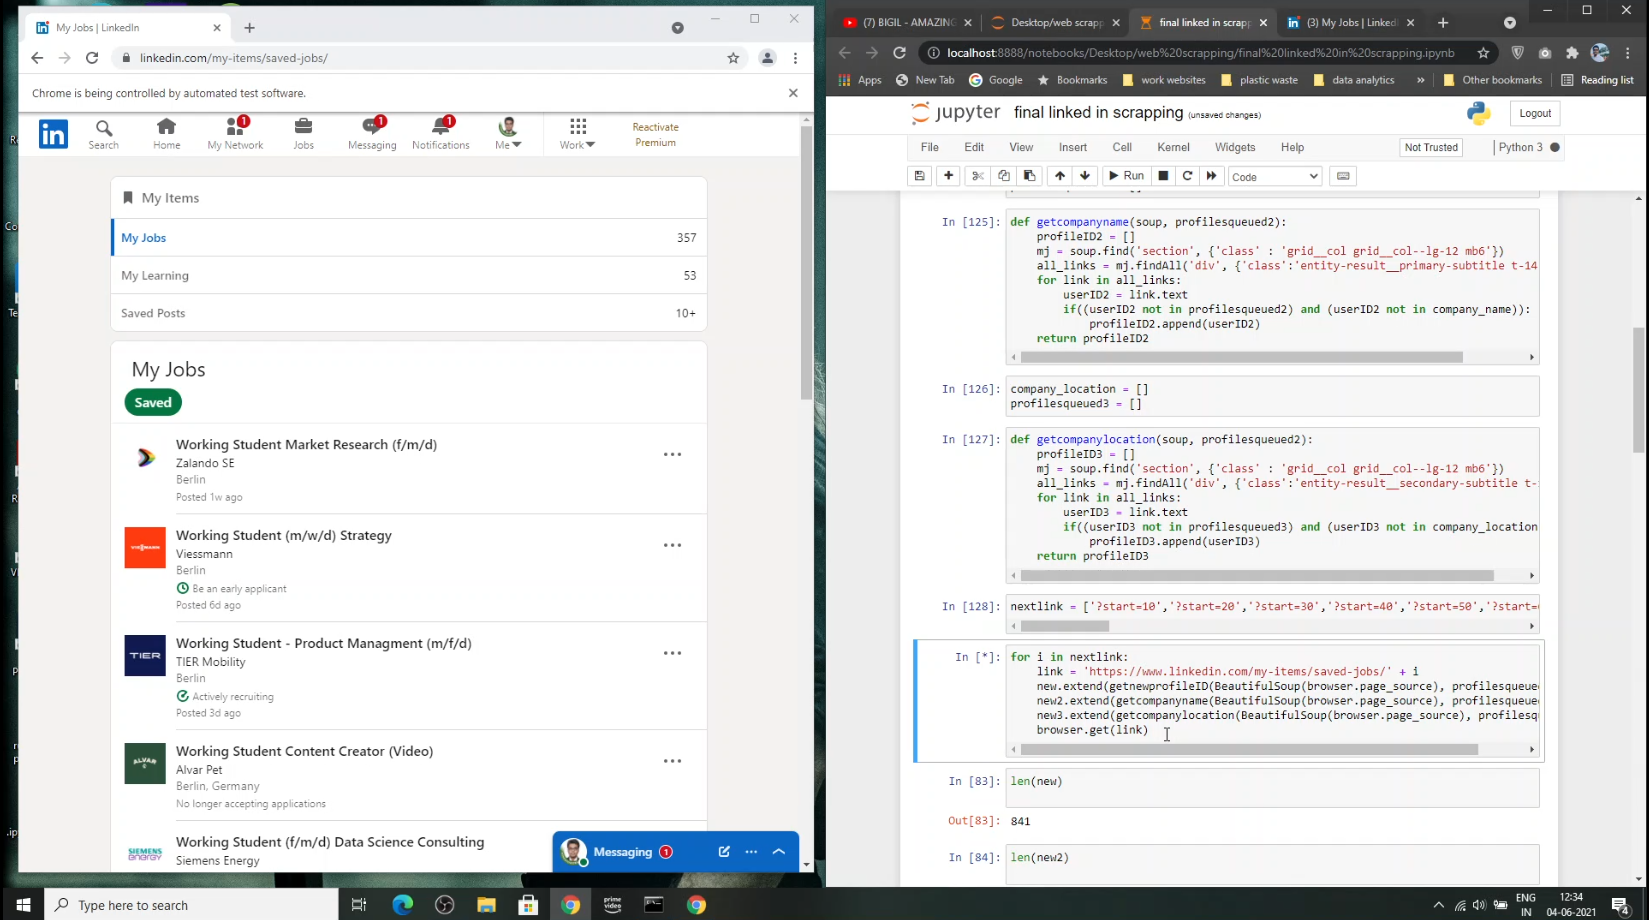 My Jobs | LinkedIn
linkedin.com/my-items/saved-jobs/
Chrome is being controlled by automated test software.
in
Search
Home
1
My Network
Jobs
1
Messaging
1
Notifications
Me
Work
Reactivate
Premium
My Items
My Jobs 357
My Learning 53
Saved Posts 10+
My Jobs
Saved
Working Student Market Research (f/m/d)
Zalando SE
Berlin
Posted 1w ago
Working Student (m/w/d) Strategy
Viessmann
Berlin
Be an early applicant
Posted 6d ago
TIER
Working Student - Product Managment (m/f/d)
TIER Mobility
Berlin
Actively recruiting
Posted 3d ago
ALVAR
Working Student Content Creator (Video)
Alvar Pet
Berlin, Germany
No longer accepting applications
SIEMENS
ENERGY
Working Student (f/m/d) Data Science Consulting
Siemens Energy
Messaging 1
(7) BIGIL - AMAZING
Desktop/web scrapp
final linked in scrapp
(3) My Jobs | Linked
localhost:8888/notebooks/Desktop/web%20scrapping/final%20linked%20in%20scrapping.ipynb
Apps New Tab Google Bookmarks work websites plastic waste data analytics » Other bookmarks Reading list
jupyter final linked in scrapping (unsaved changes) Logout
File Edit View Insert Cell Kernel Widgets Help Not Trusted Python 3
Run Code
In [125]: def getcompanyname(soup, profilesqueued2):
profileID2 = []
mj = soup.find('section', {'class' : 'grid__col grid__col--lg-12 mb6'})
all_links = mj.findAll('div', {'class':'entity-result__primary-subtitle t-14
for link in all_links:
userID2 = link.text
if((userID2 not in profilesqueued2) and (userID2 not in company_name)):
profileID2.append(userID2)
return profileID2
In [126]: company_location = []
profilesqueued3 = []
In [127]: def getcompanylocation(soup, profilesqueued2):
profileID3 = []
mj = soup.find('section', {'class' : 'grid__col grid__col--lg-12 mb6'})
all_links = mj.findAll('div', {'class':'entity-result__secondary-subtitle t-
for link in all_links:
userID3 = link.text
if((userID3 not in profilesqueued3) and (userID3 not in company_location
profileID3.append(userID3)
return profileID3
In [128]: nextlink = ['?start=10','?start=20','?start=30','?start=40','?start=50','?start=
In [*]: for i in nextlink:
link = 'https://www.linkedin.com/my-items/saved-jobs/' + i
new.extend(getnewprofileID(BeautifulSoup(browser.page_source), profilesqueue
new2.extend(getcompanyname(BeautifulSoup(browser.page_source), profilesqueue
new3.extend(getcompanylocation(BeautifulSoup(browser.page_source), profilesq
browser.get(link)
In [83]: len(new)
Out[83]: 841
In [84]: len(new2)
Type here to search
prime
video
ENG
IN
12:34
04-06-2021
4